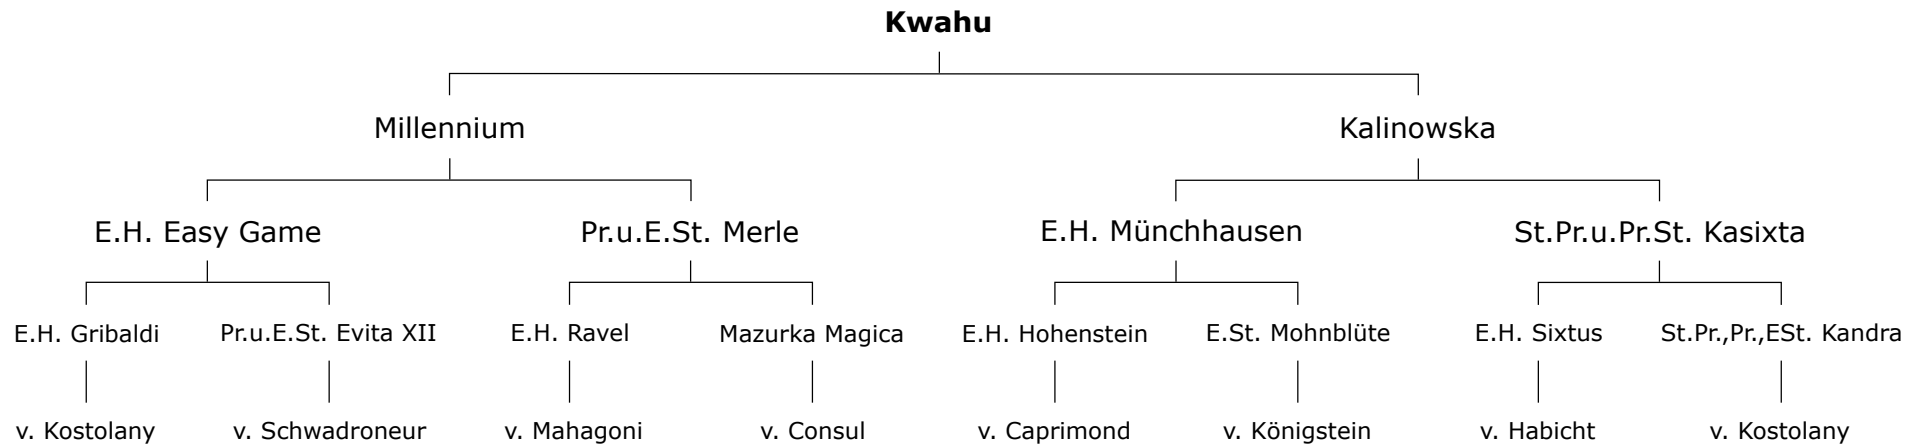 Kwahu
Millennium
Kalinowska
E.H. Easy Game
Pr.u.E.St. Merle
E.H. Münchhausen
St.Pr.u.Pr.St. Kasixta
E.H. Gribaldi
Pr.u.E.St. Evita XII
E.H. Ravel
Mazurka Magica
E.H. Hohenstein
E.St. Mohnblüte
E.H. Sixtus
St.Pr.,Pr.,ESt. Kandra
v. Kostolany
v. Schwadroneur
v. Mahagoni
v. Consul
v. Caprimond
v. Königstein
v. Habicht
v. Kostolany